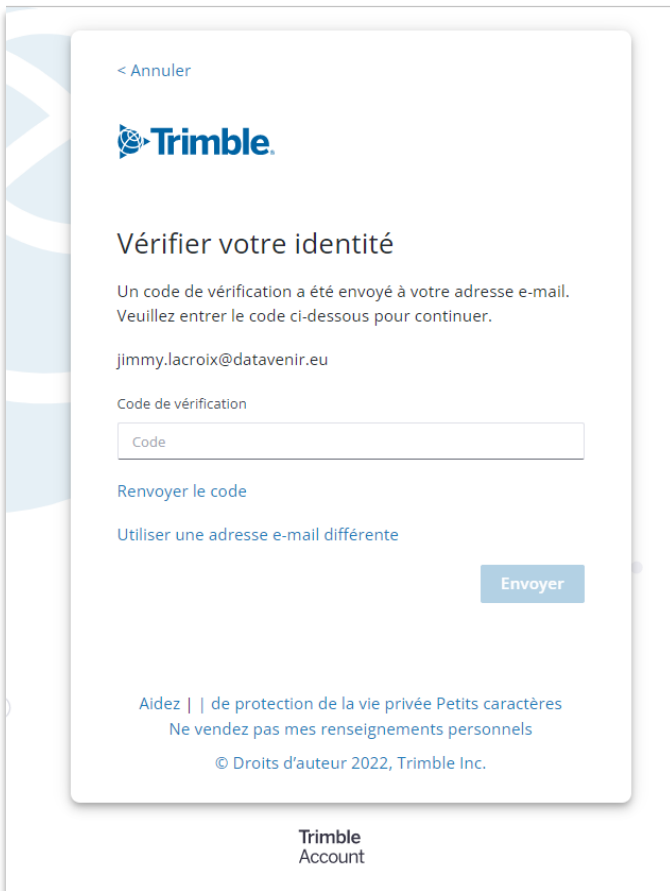 < Annuler
Trimble.
Vérifier votre identité
Un code de vérification a été envoyé à votre adresse e-mail.
Veuillez entrer le code ci-dessous pour continuer.
jimmy.lacroix@datavenir.eu
Code de vérification
Code
Renvoyer le code
Utiliser une adresse e-mail différente
Envoyer
Aidez | | de protection de la vie privée Petits caractères
Ne vendez pas mes renseignements personnels
© Droits d’auteur 2022, Trimble Inc.
Trimble
Account